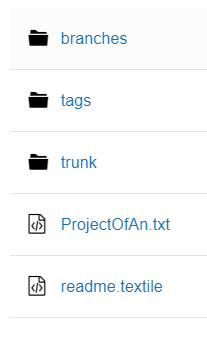 branches
tags
trunk
ProjectOfAn.txt
readme.textile